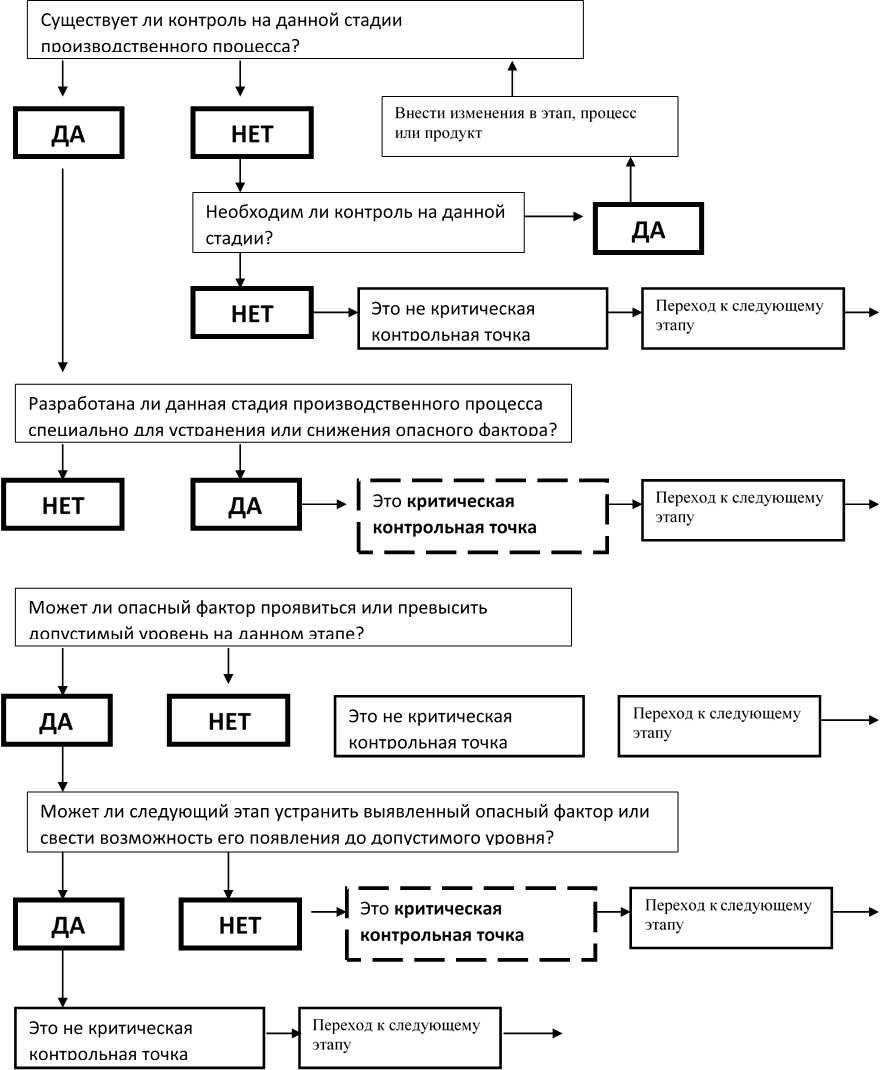 Существует ли контроль на данной стадии
производственного процесса?
ДА
НЕТ
Внести изменения в этап, процесс
или продукт
Необходим ли контроль на данной
стадии?
ДА
НЕТ
Это не критическая
контрольная точка
Переход к следующему
этапу
Разработана ли данная стадия производственного процесса
специально для устранения или снижения опасного фактора?
НЕТ
ДА
Это критическая
контрольная точка
Переход к следующему
этапу
Может ли опасный фактор проявиться или превысить
допустимый уровень на данном этапе?
ДА
НЕТ
Это не критическая
контрольная точка
Переход к следующему
этапу
Может ли следующий этап устранить выявленный опасный фактор или
свести возможность его появления до допустимого уровня?
ДА
НЕТ
Это критическая
контрольная точка
Переход к следующему
этапу
Это не критическая
контрольная точка
Переход к следующему
этапу